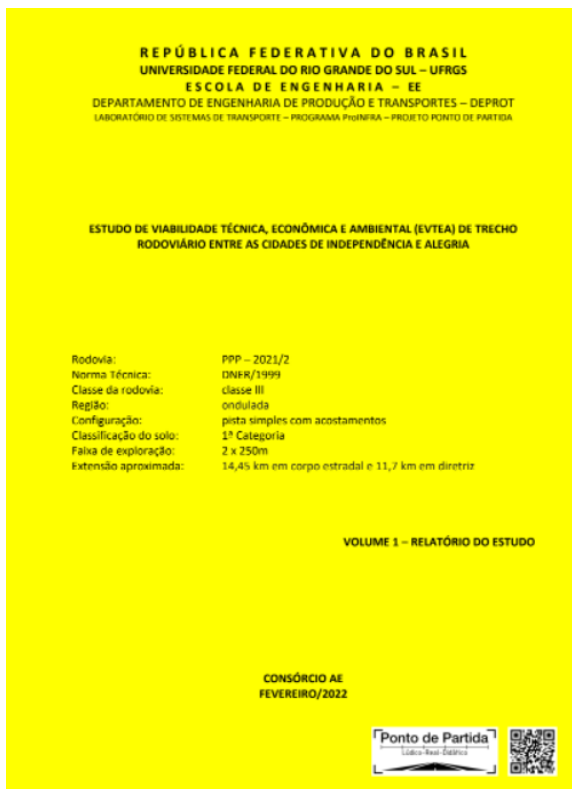 REPÚBLICA FEDERATIVA DO BRASIL
UNIVERSIDADE FEDERAL DO RIO GRANDE DO SUL – UFRGS
ESCOLA DE ENGENHARIA – EE
DEPARTAMENTO DE ENGENHARIA DE PRODUÇÃO E TRANSPORTES – DEPROT
LABORATÓRIO DE SISTEMAS DE TRANSPORTE – PROGRAMA ProINFRA – PROJETO PONTO DE PARTIDA
ESTUDO DE VIABILIDADE TÉCNICA, ECONÔMICA E AMBIENTAL (EVTEA) DE TRECHO
RODOVIÁRIO ENTRE AS CIDADES DE INDEPENDÊNCIA E ALEGRIA
Rodovia: PPP – 2021/2
Norma Técnica: DNER/1999
Classe da rodovia: classe III
Região: ondulada
Configuração: pista simples com acostamentos
Classificação do solo: 1ª Categoria
Faixa de exploração: 2 x 250m
Extensão aproximada: 14,45 km em corpo estradal e 11,7 km em diretriz
VOLUME 1 – RELATÓRIO DO ESTUDO
CONSÓRCIO AE
FEVEREIRO/2022
Ponto de Partida
Lúdico-Real-Didático